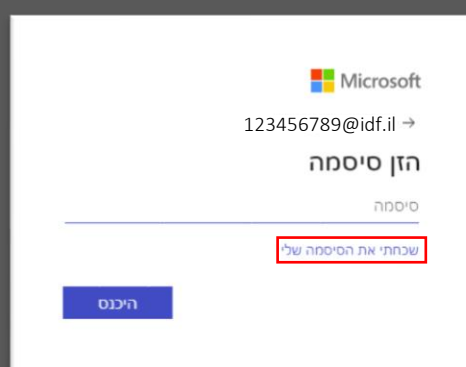 Microsoft
123456789@idf.il →
הזן סיסמה
סיסמה
שכחתי את הסיסמה שלי
היכנס